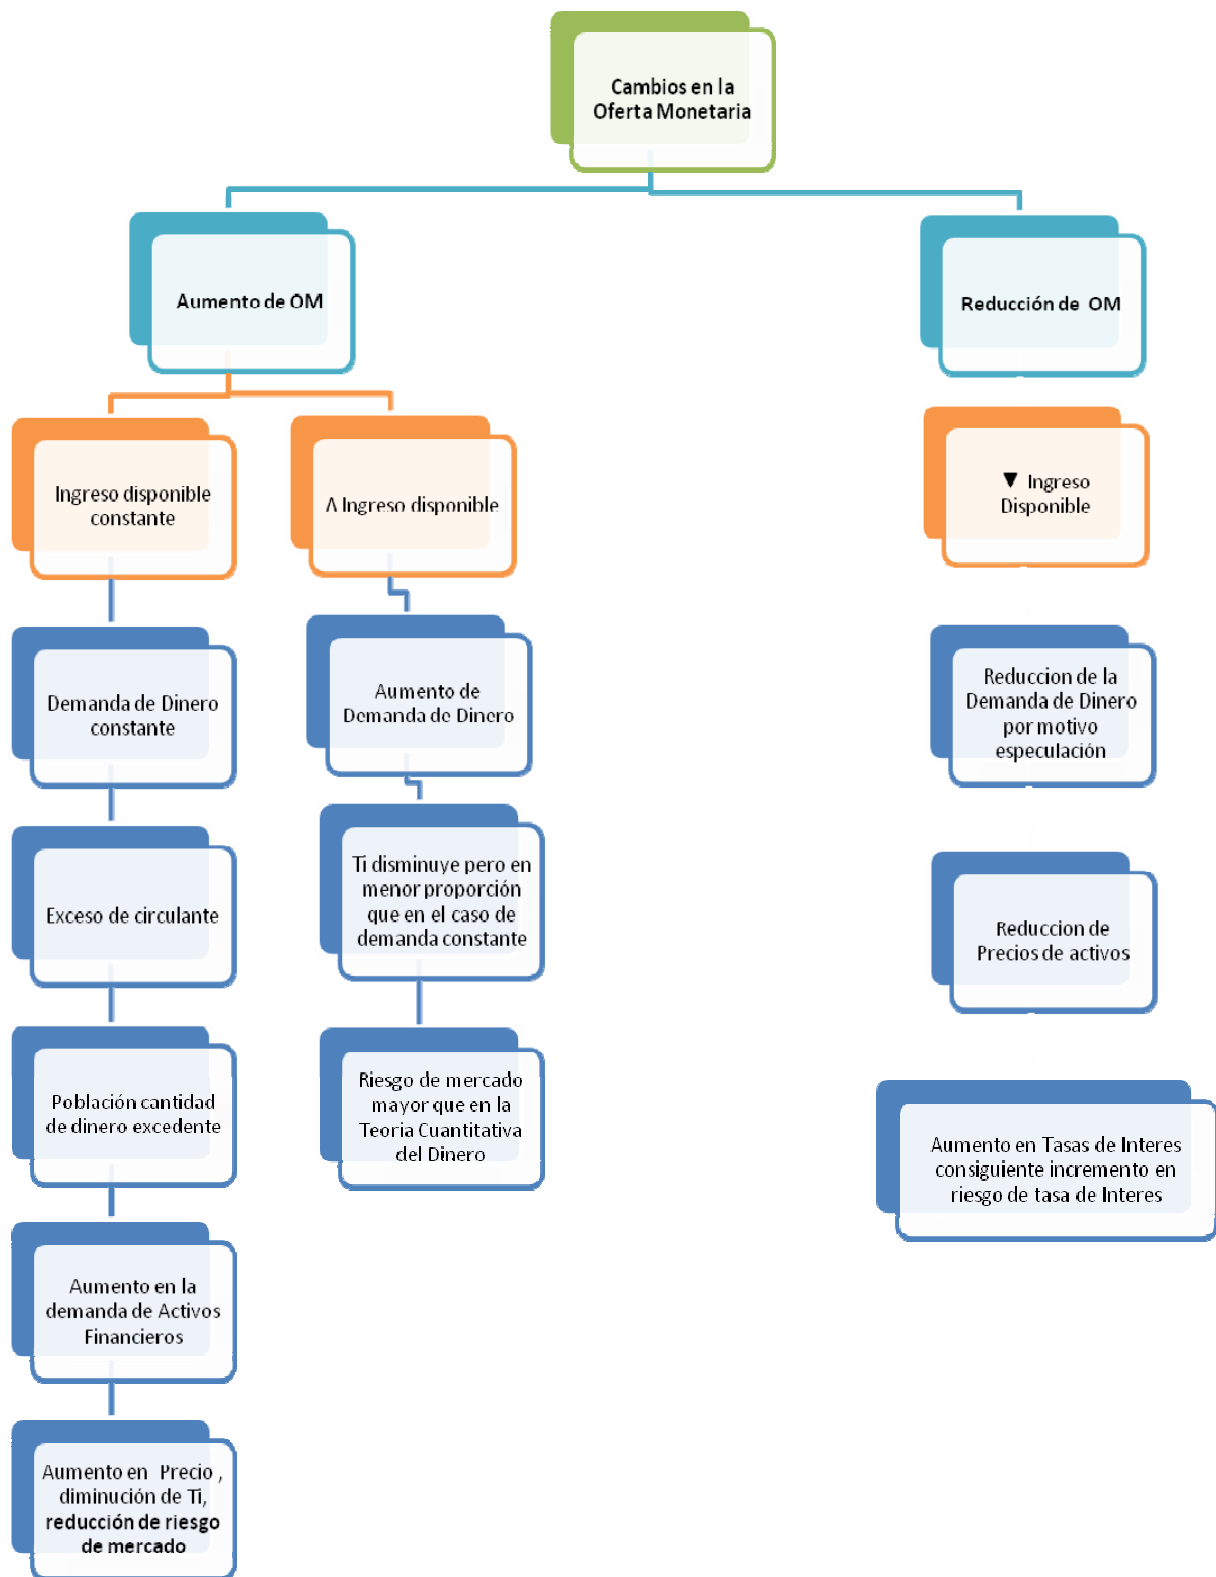 Cambios en la
Oferta Monetaria
Aumento de OM
Reducción de OM
Ingreso disponible
constante
A Ingreso disponible
▼ Ingreso
Disponible
Demanda de Dinero
constante
Aumento de
Demanda de Dinero
Reduccion de la
Demanda de Dinero
por motivo
especulación
Exceso de circulante
Ti disminuye pero en
menor proporción
que en el caso de
demanda constante
Reduccion de
Precios de activos
Población cantidad
de dinero excedente
Riesgo de mercado
mayor que en la
Teoria Cuantitativa
del Dinero
Aumento en Tasas de Interes
consiguiente incremento en
riesgo de tasa de Interes
Aumento en la
demanda de Activos
Financieros
Aumento en Precio ,
diminución de Ti,
reducción de riesgo
de mercado